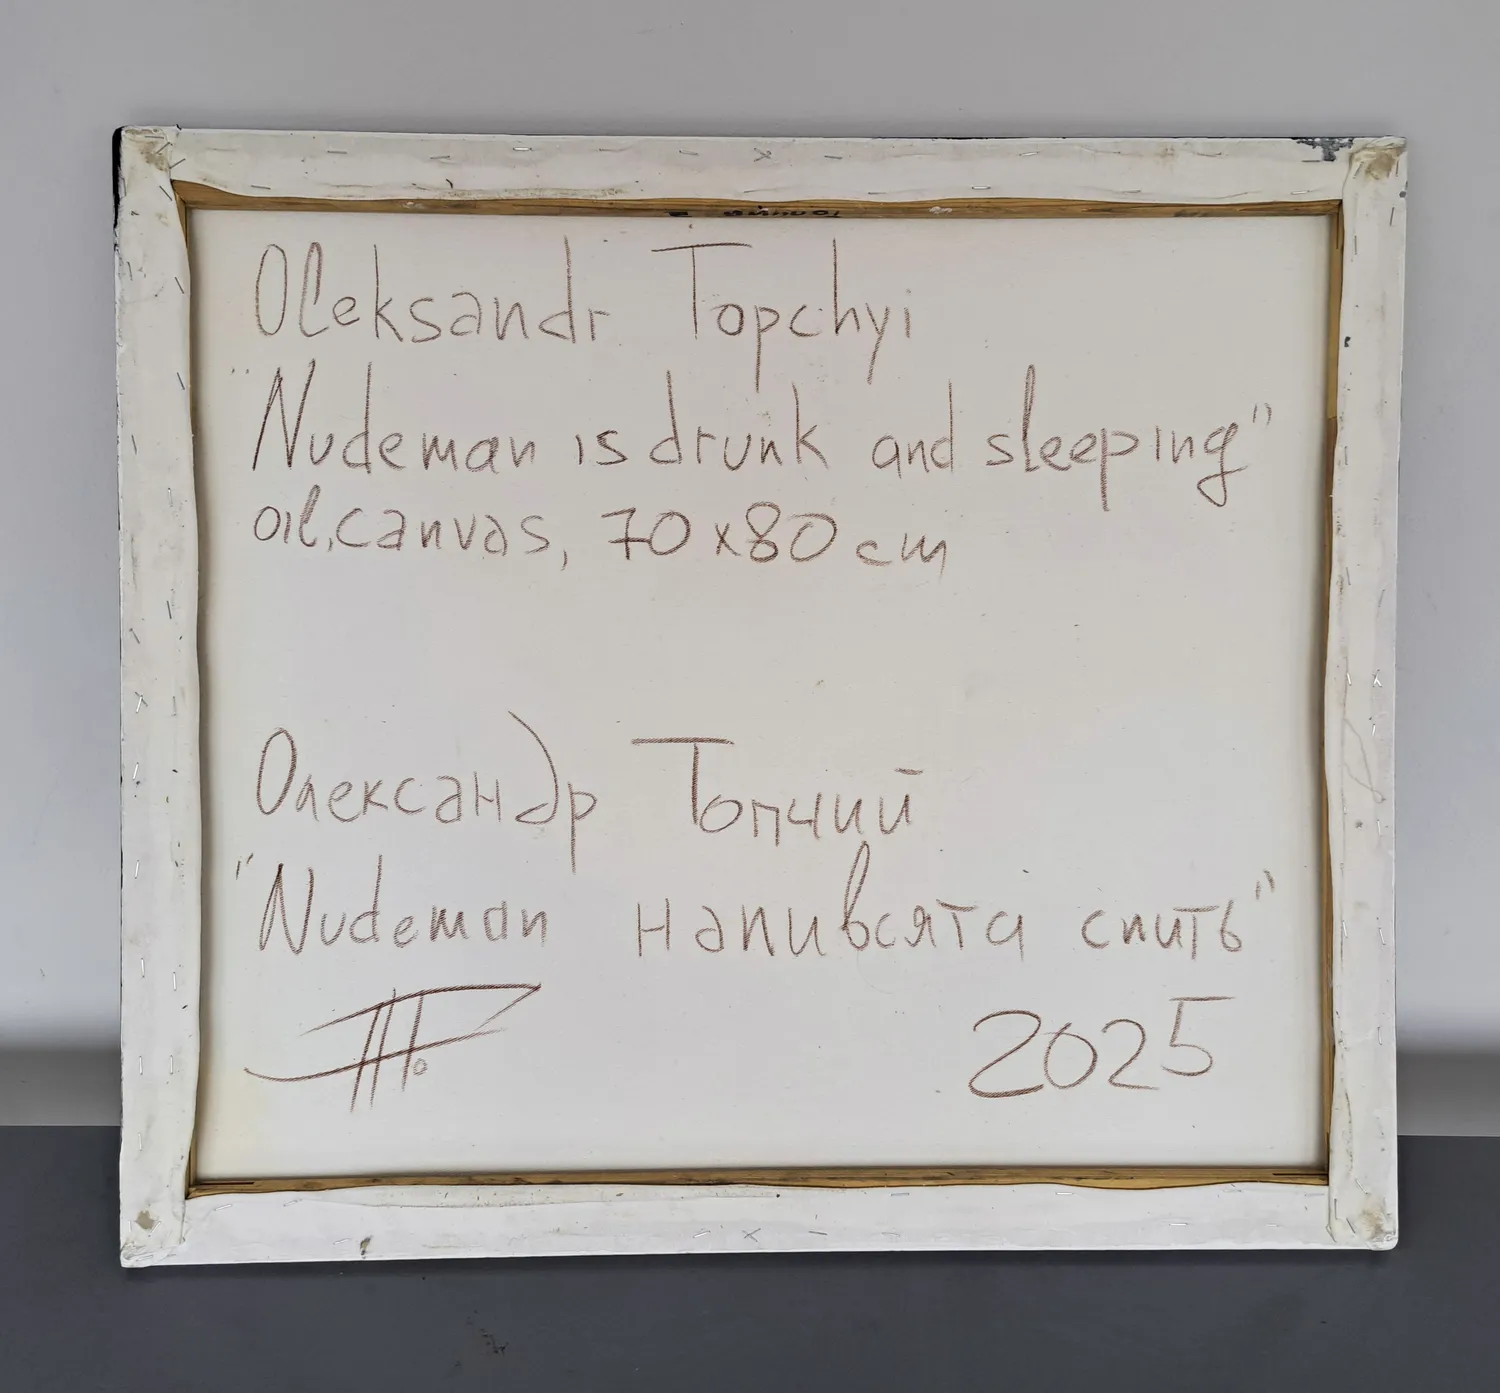 Oleksandr Topchyi
"Nudeman is drunk and sleeping"
oil, canvas, 70x80 cm
Олександр Топчий
"Nudeman напився та спить"
2025